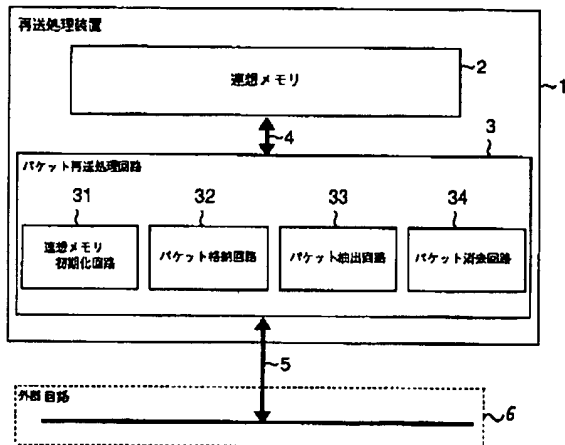 再送処理装置
連想メモリ
2
1
4
3
パケット再送処理回路
31
32
33
34
連想メモリ
初期化回路
パケット格納回路
パケット抽出回路
パケット消去回路
5
外部回路
6